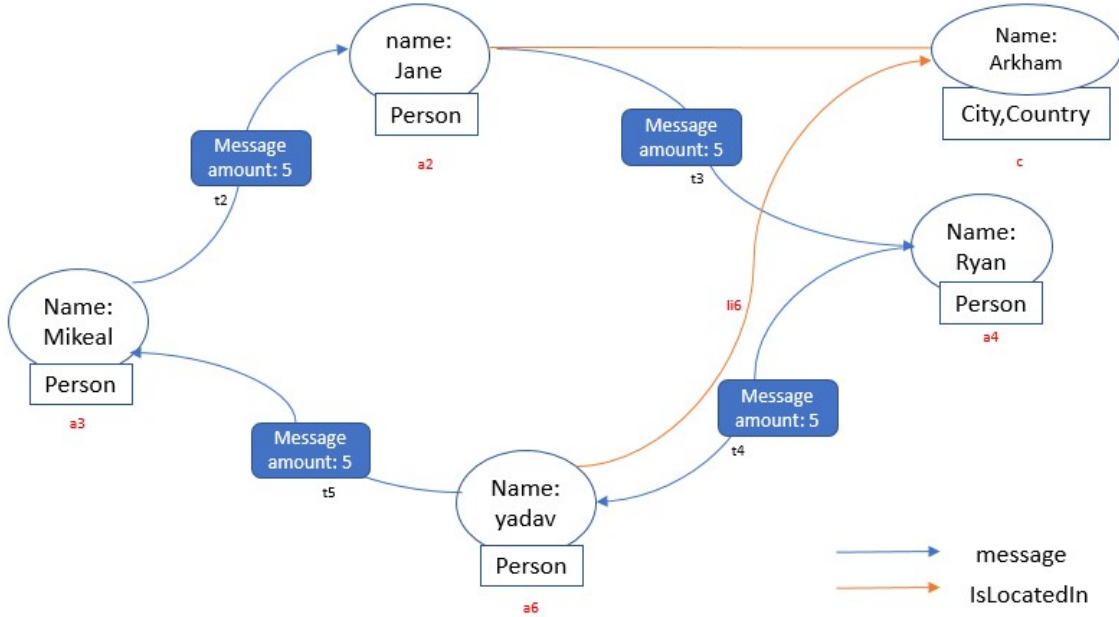 name:
Jane
Person
a2
Name:
Arkham
City,Country
c
Message
amount: 5
t2
Message
amount: 5
t3
Name:
Ryan
Person
a4
Name:
Mikeal
Person
a3
li6
Message
amount: 5
t4
Message
amount: 5
t5
Name:
yadav
Person
a6
message
IsLocatedIn